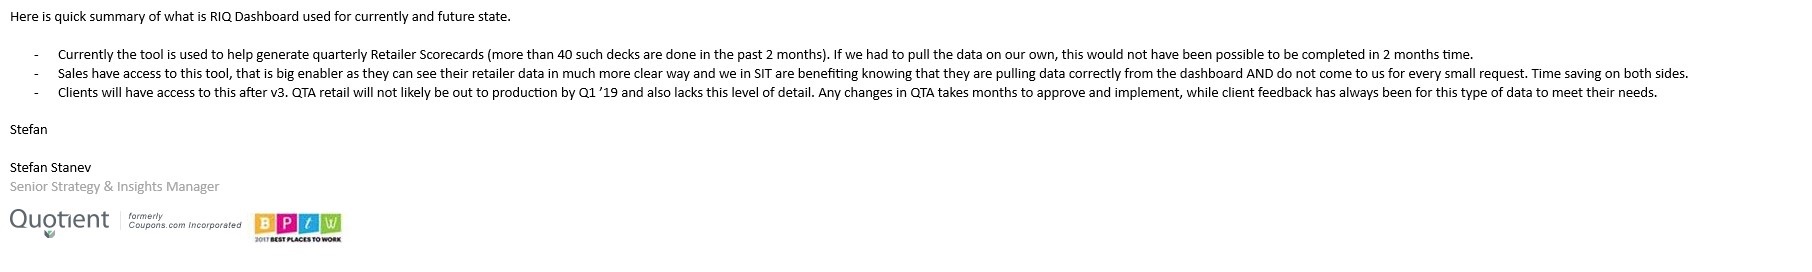 Here is quick summary of what is RIQ Dashboard used for currently and future state.
- Currently the tool is used to help generate quarterly Retailer Scorecards (more than 40 such decks are done in the past 2 months). If we had to pull the data on our own, this would not have been possible to be completed in 2 months time.
- Sales have access to this tool, that is big enabler as they can see their retailer data in much more clear way and we in SIT are benefiting knowing that they are pulling data correctly from the dashboard AND do not come to us for every small request. Time saving on both sides.
- Clients will have access to this after v3. QTA retail will not likely be out to production by Q1 '19 and also lacks this level of detail. Any changes in QTA takes months to approve and implement, while client feedback has always been for this type of data to meet their needs.
Stefan
Stefan Stanev
Senior Strategy & Insights Manager
Quotient formerly
Coupons.com Incorporated
B P t W
2017 BEST PLACES TO WORK